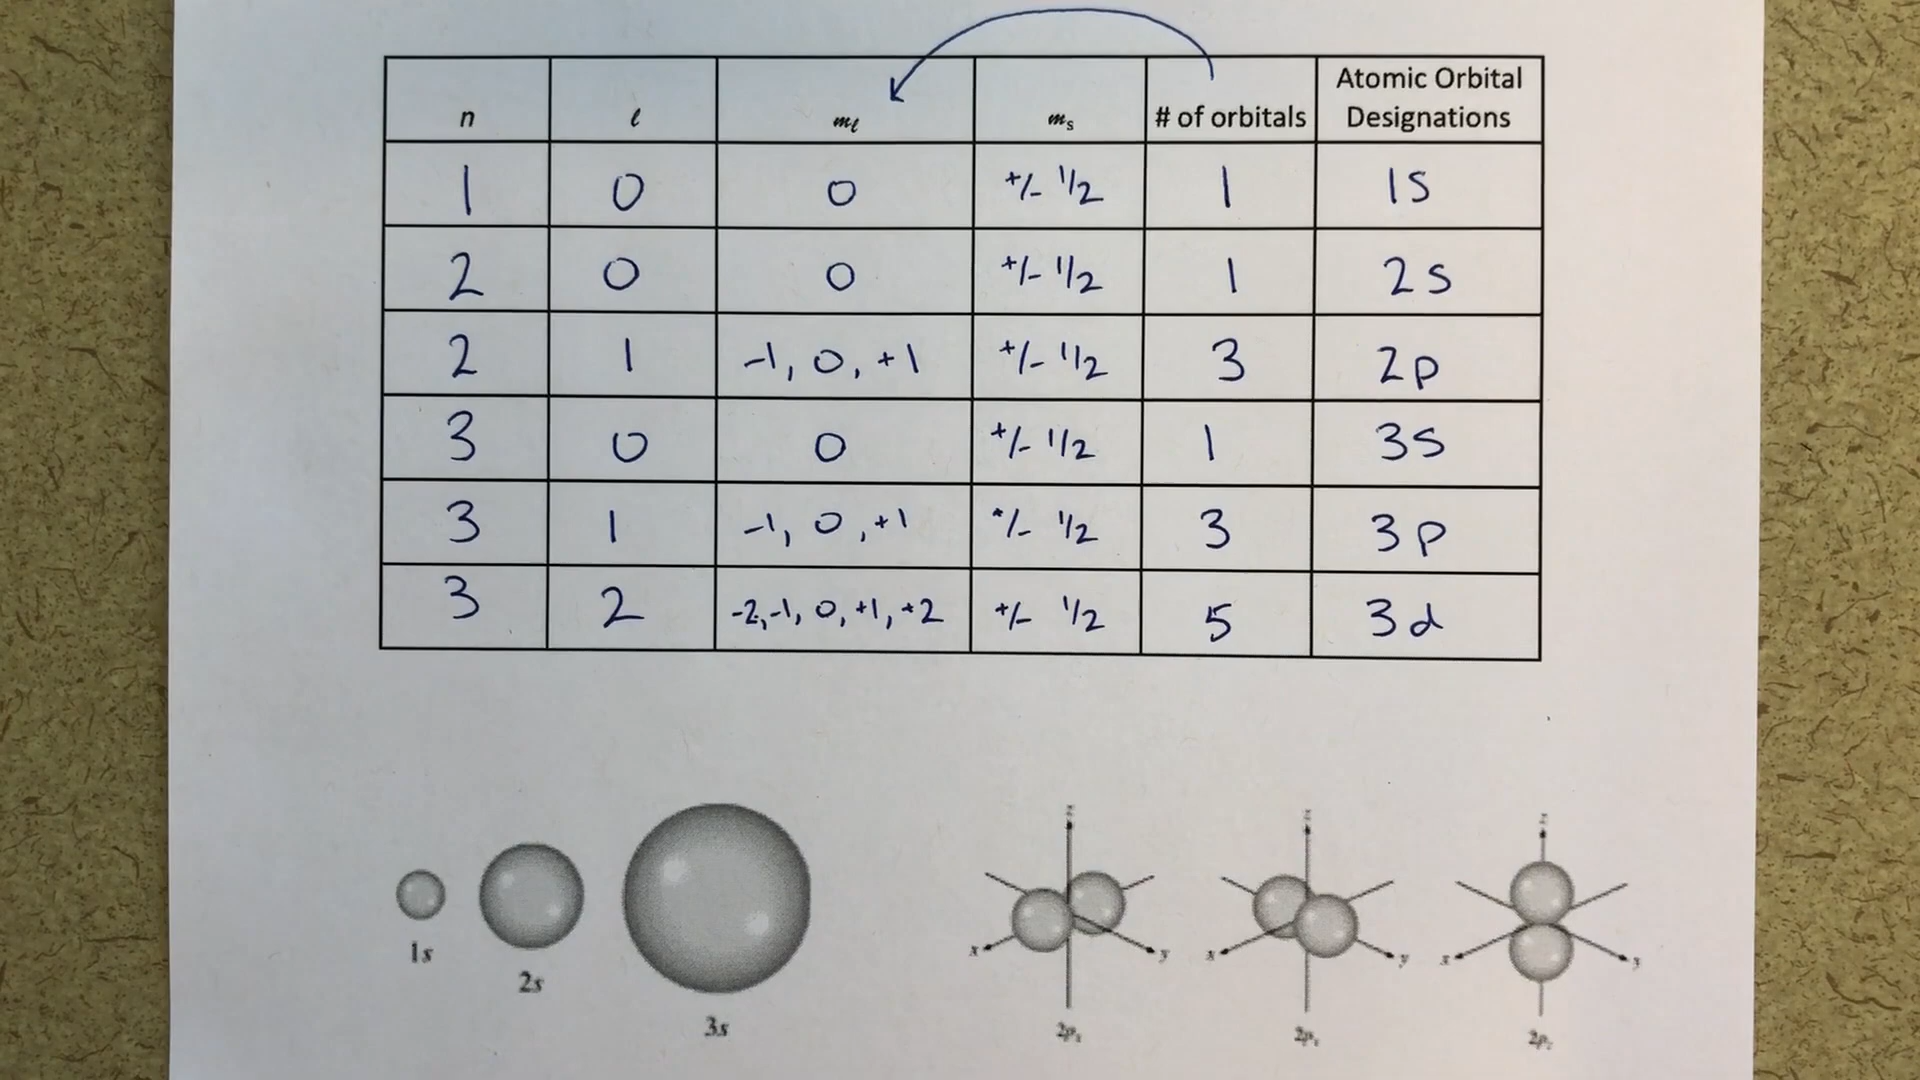 n ℓ mℓ ms # of orbitals Atomic Orbital Designations
1 0 0 +/- 1/2 1 1s
2 0 0 +/- 1/2 1 2s
2 1 -1, 0, +1 +/- 1/2 3 2p
3 0 0 +/- 1/2 1 3s
3 1 -1, 0, +1 +/- 1/2 3 3p
3 2 -2,-1, 0, +1, +2 +/- 1/2 5 3d
z z z
x y x y x y
1s
2s
3s
2p 2p 2p